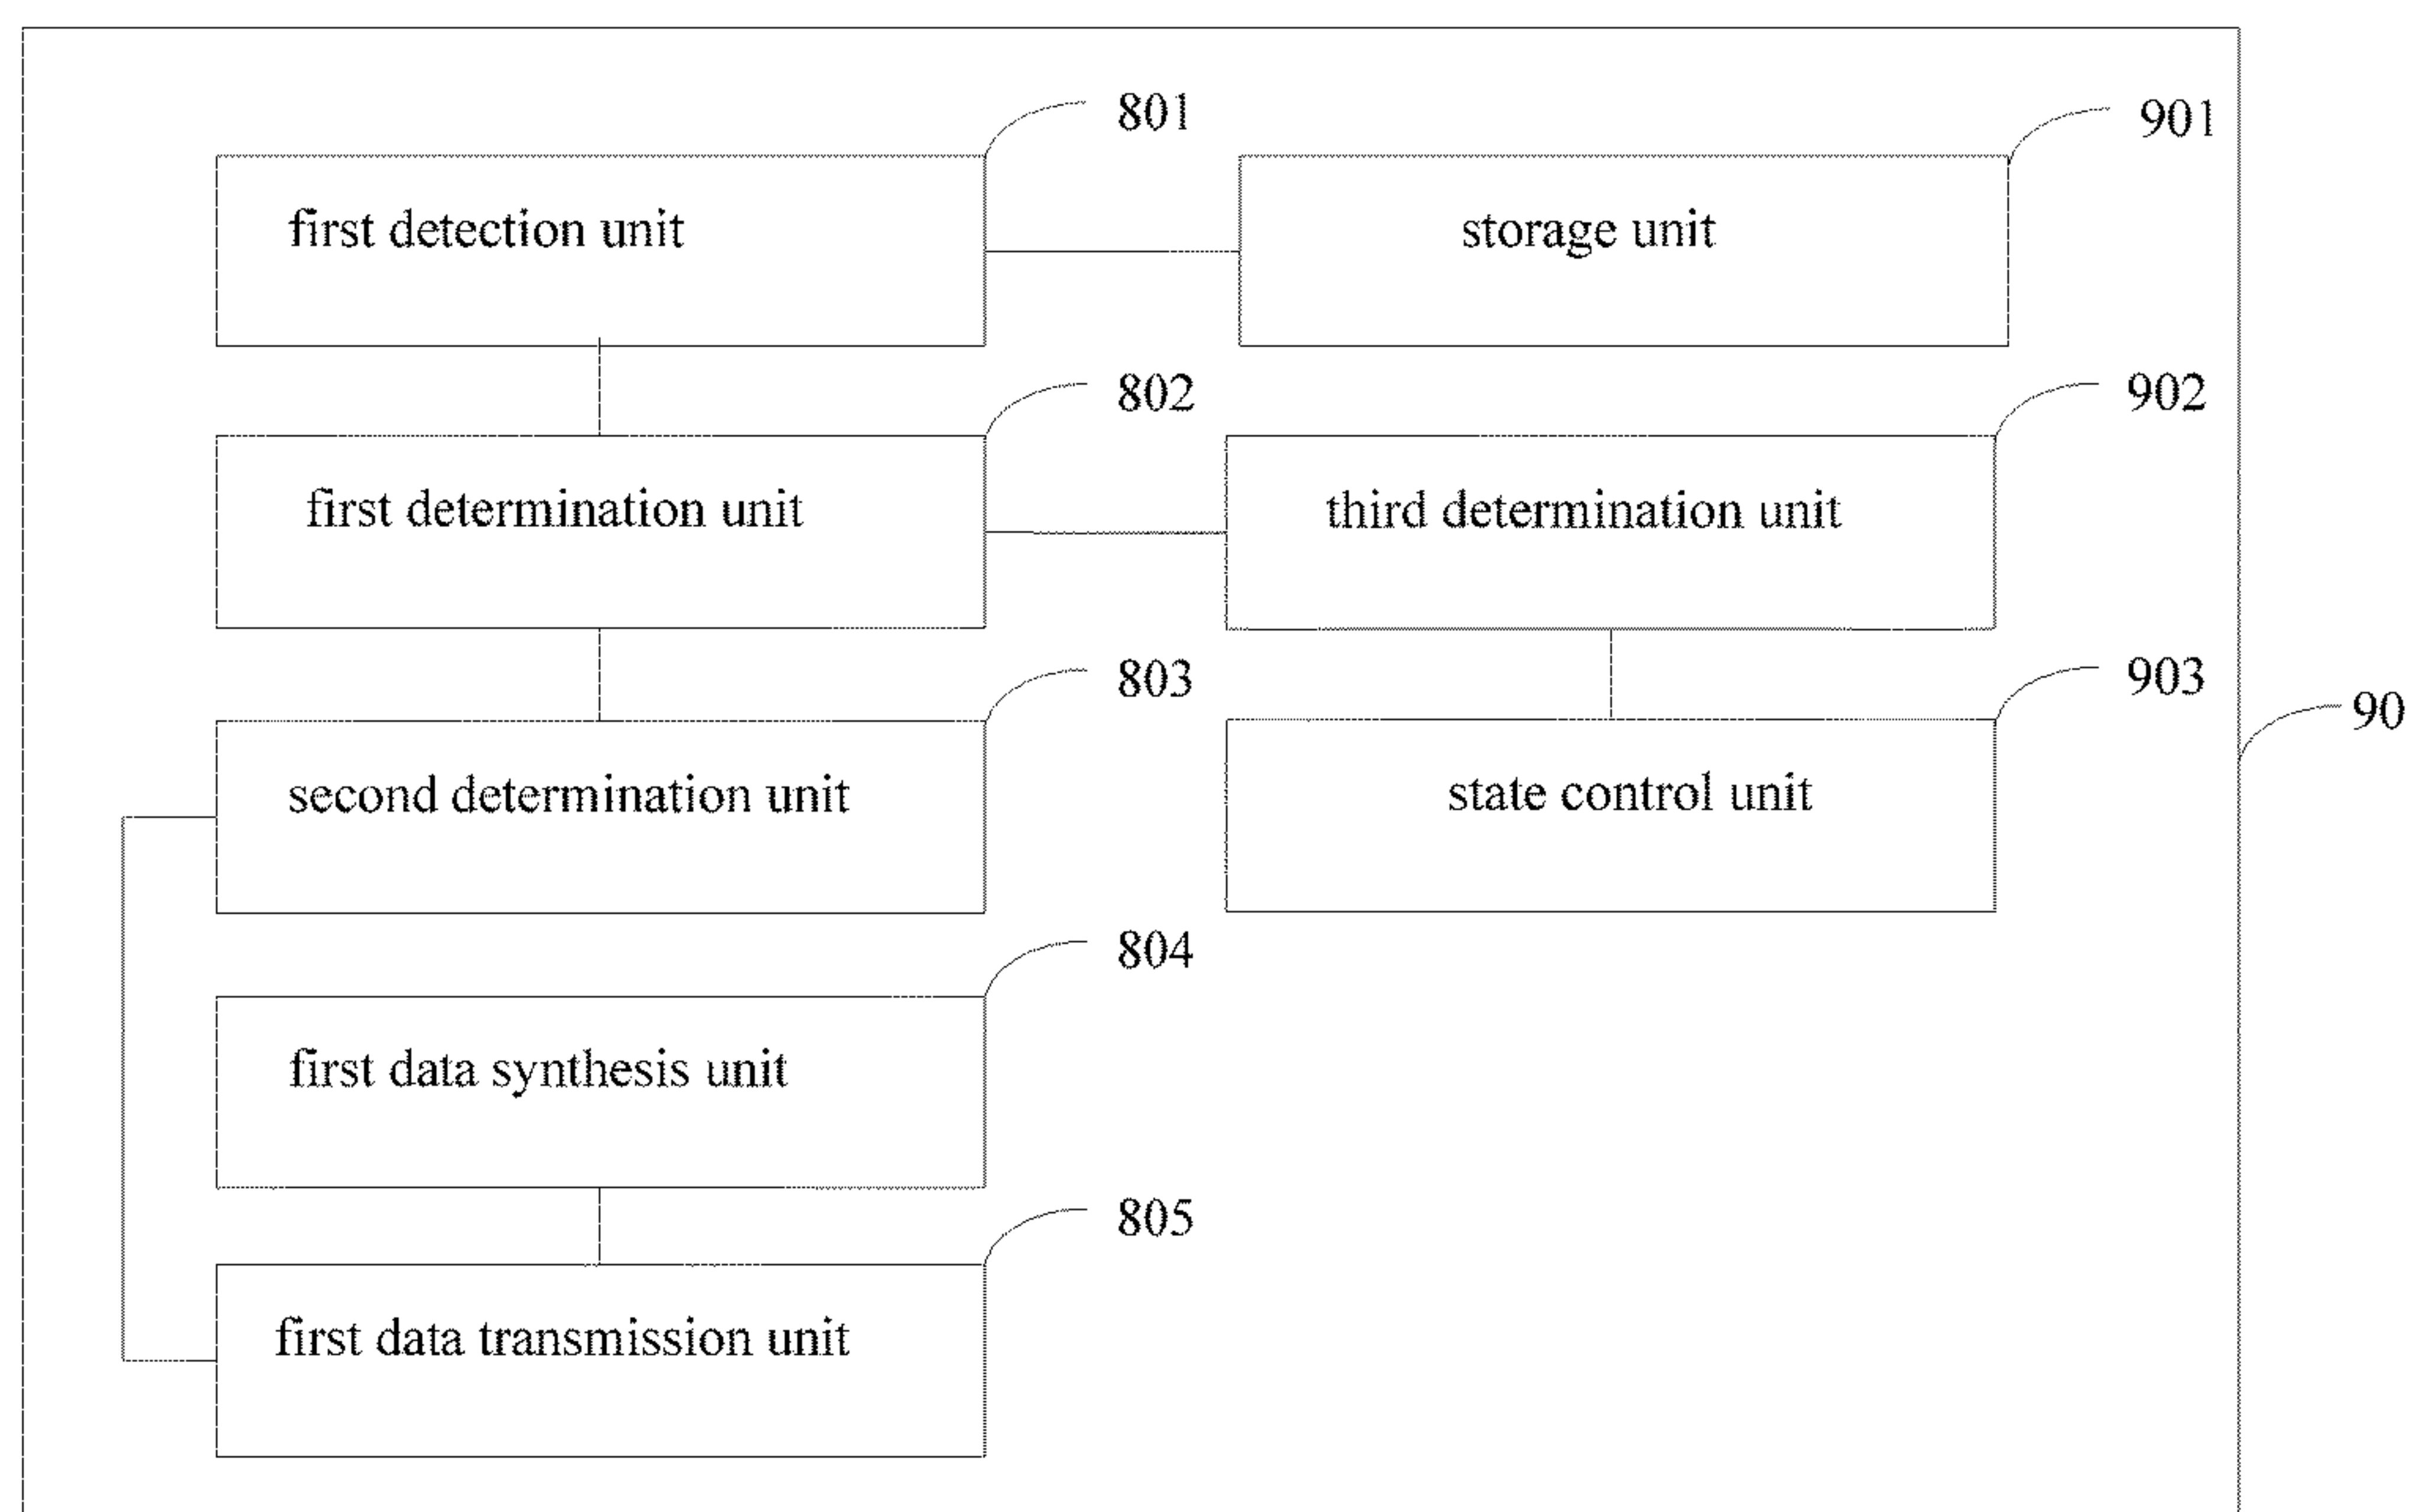 801
901
first detection unit
storage unit
802
902
first determination unit
third determination unit
803
903
90
second determination unit
state control unit
804
first data synthesis unit
805
first data transmission unit